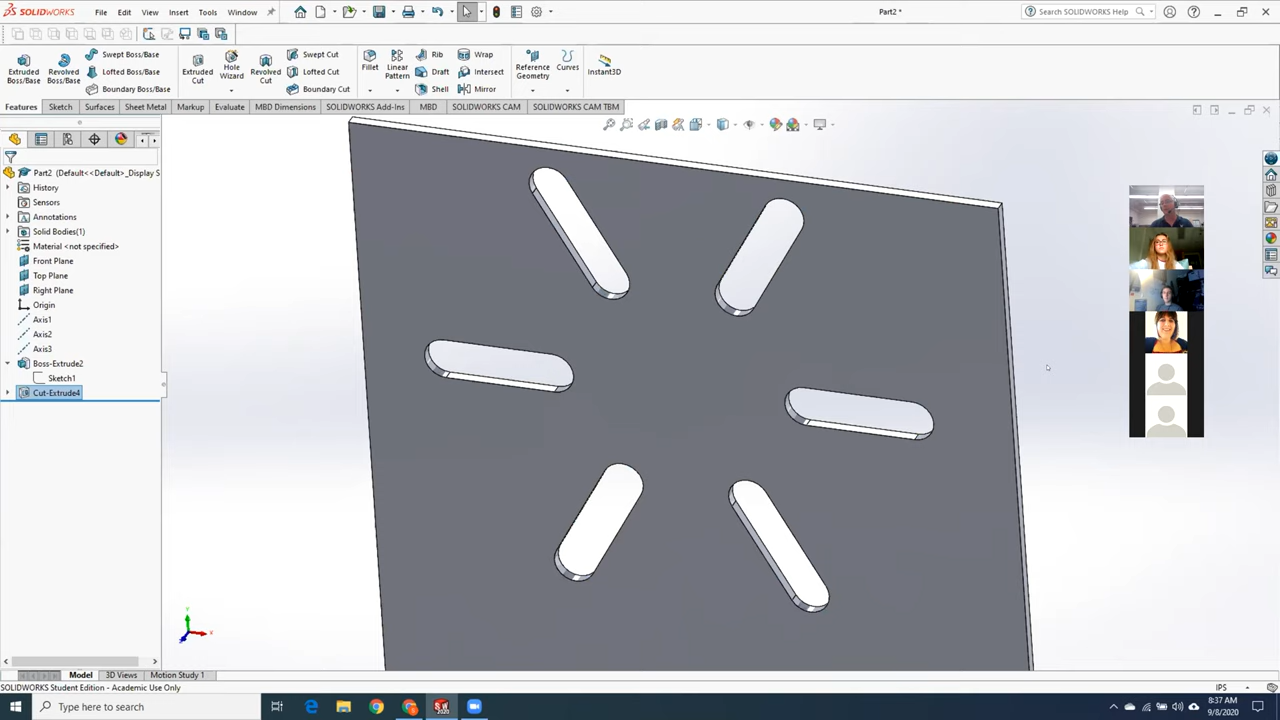 SOLIDWORKS File Edit View Insert Tools Window Part2 * Search SOLIDWORKS Help
Extruded Boss/Base
Revolved Boss/Base
Swept Boss/Base
Lofted Boss/Base
Boundary Boss/Base
Extruded Cut
Hole Wizard
Revolved Cut
Swept Cut
Lofted Cut
Boundary Cut
Fillet
Linear Pattern
Rib
Draft
Shell
Wrap
Intersect
Mirror
Reference Geometry
Curves
Instant3D
Features Sketch Surfaces Sheet Metal Markup Evaluate MBD Dimensions SOLIDWORKS Add-Ins MBD SOLIDWORKS CAM SOLIDWORKS CAM TBM
Part2 (Default<<Default>_Display S
History
Sensors
Annotations
Solid Bodies(1)
Material <not specified>
Front Plane
Top Plane
Right Plane
Origin
Axis1
Axis2
Axis3
Boss-Extrude2
Sketch1
Cut-Extrude4
Y
X
Model 3D Views Motion Study 1
SOLIDWORKS Student Edition - Academic Use Only IPS
Type here to search
8:37 AM
9/8/2020